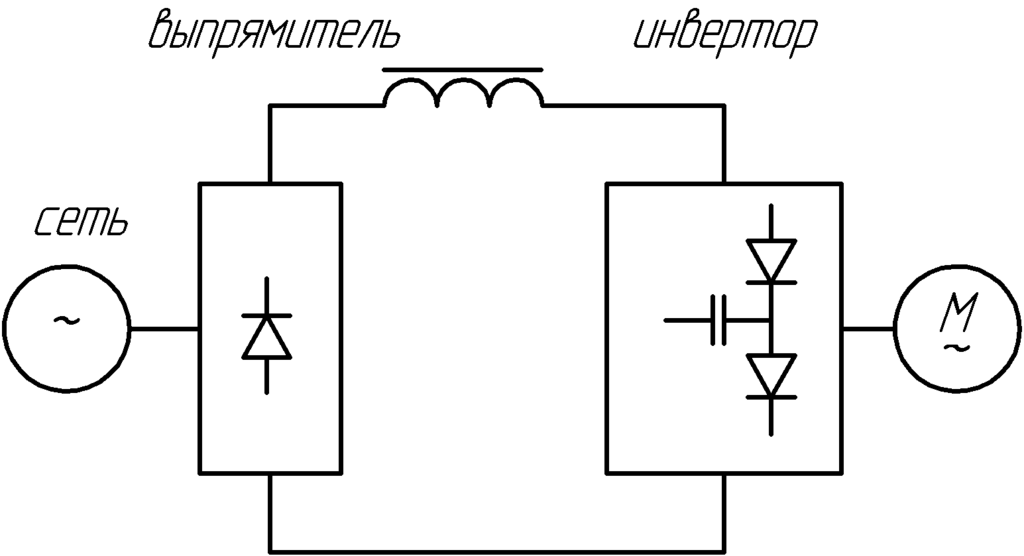 выпрямитель
инвертор
сеть
~
М
~